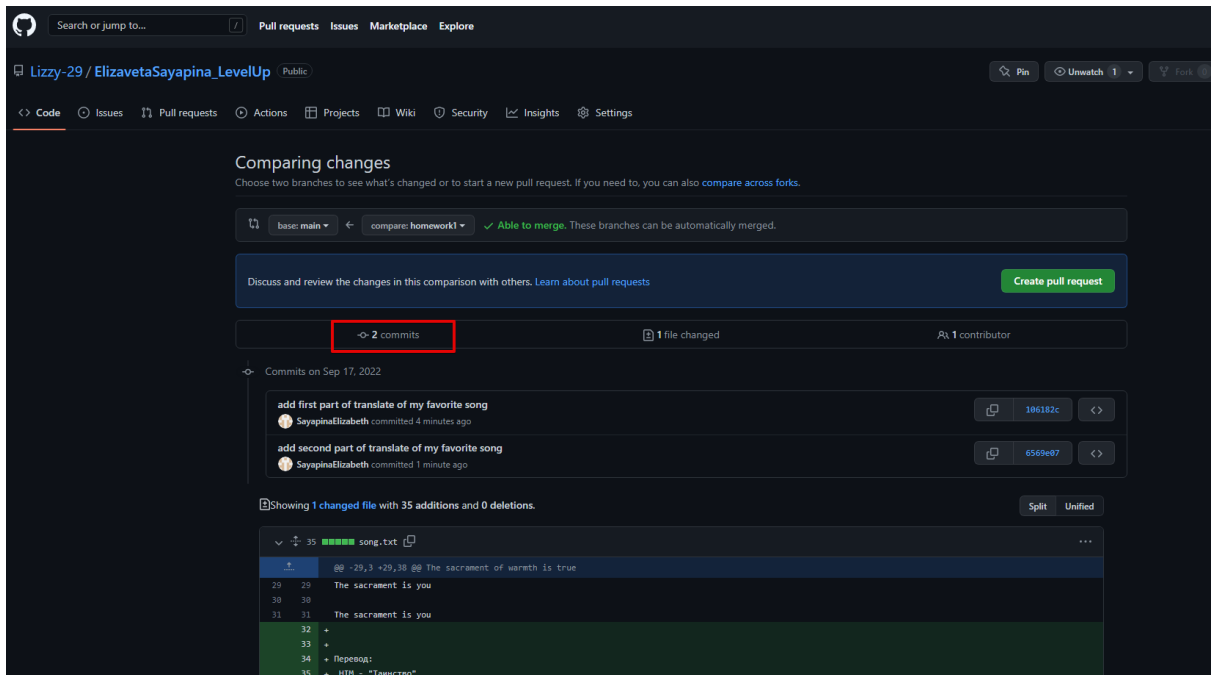 Search or jump to... / Pull requests Issues Marketplace Explore
Lizzy-29 / ElizavetaSayapina_LevelUp Public
Pin Unwatch 1 Fork
<> Code Issues Pull requests Actions Projects Wiki Security Insights Settings
Comparing changes
Choose two branches to see what's changed or to start a new pull request. If you need to, you can also compare across forks.
base: main ← compare: homework1 ✓ Able to merge. These branches can be automatically merged.
Discuss and review the changes in this comparison with others. Learn about pull requests Create pull request
2 commits 1 file changed 1 contributor
Commits on Sep 17, 2022
add first part of translate of my favorite song
SayapinaElizabeth committed 4 minutes ago 106182c <>
add second part of translate of my favorite song
SayapinaElizabeth committed 1 minute ago 6569e07 <>
Showing 1 changed file with 35 additions and 0 deletions. Split Unified
35 song.txt ...
@@ -29,3 +29,38 @@ The sacrament of warmth is true
29 29 The sacrament is you
30 30
31 31 The sacrament is you
32 +
33 +
34 + Перевод:
35 + HIM - "Таинство"